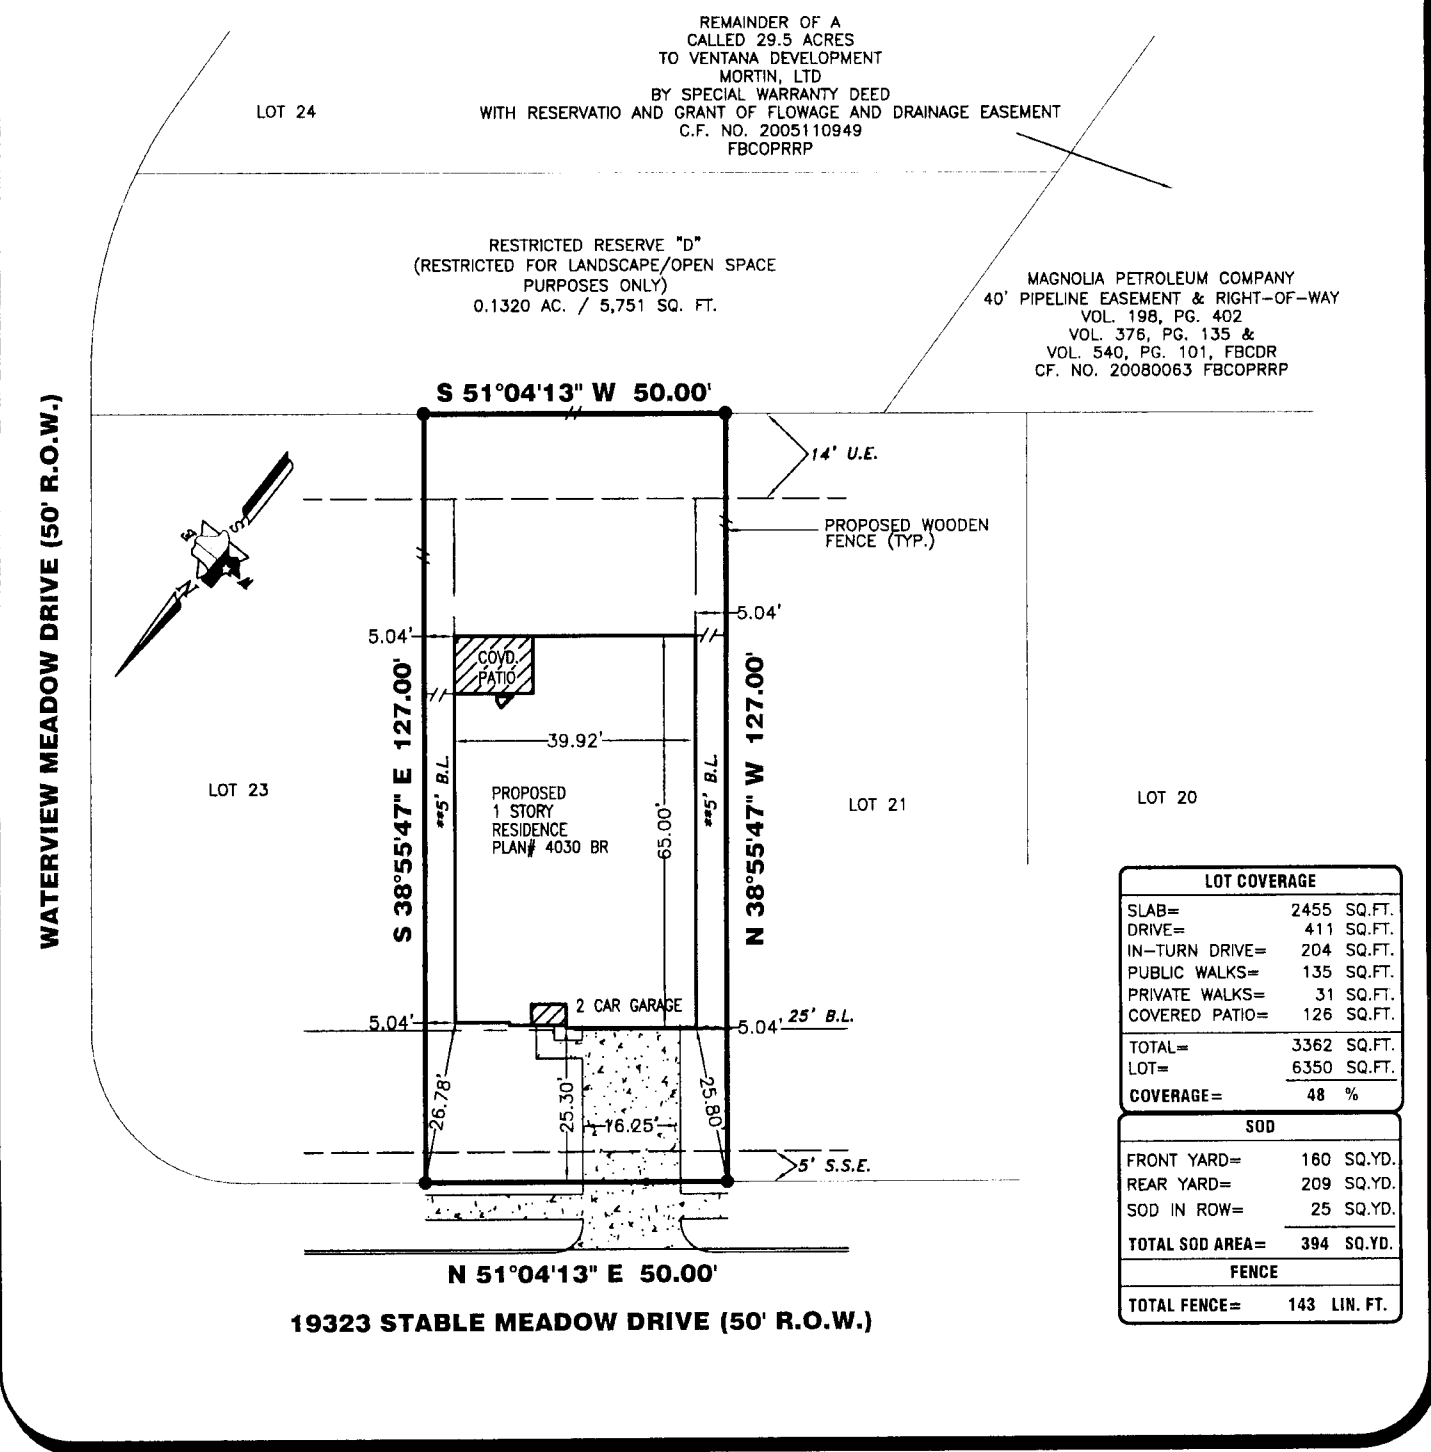 REMAINDER OF A
CALLED 29.5 ACRES
TO VENTANA DEVELOPMENT
MORTIN, LTD
BY SPECIAL WARRANTY DEED
WITH RESERVATIO AND GRANT OF FLOWAGE AND DRAINAGE EASEMENT
C.F. NO. 2005110949
FBCOPRRP
LOT 24
RESTRICTED RESERVE "D"
(RESTRICTED FOR LANDSCAPE/OPEN SPACE
PURPOSES ONLY)
0.1320 AC. / 5,751 SQ. FT.
MAGNOLIA PETROLEUM COMPANY
40' PIPELINE EASEMENT & RIGHT-OF-WAY
VOL. 198, PG. 402
VOL. 376, PG. 135 &
VOL. 540, PG. 101, FBCDR
CF. NO. 20080063 FBCOPRRP
S 51°04'13" W 50.00'
WATERVIEW MEADOW DRIVE (50' R.O.W.)
14' U.E.
S
E
W
N
PROPOSED WOODEN
FENCE (TYP.)
5.04'
5.04'
COVD.
PATIO
S 38°55'47" E 127.00'
N 38°55'47" W 127.00'
39.92'
**5' B.L.
**5' B.L.
65.00'
PROPOSED
1 STORY
RESIDENCE
PLAN# 4030 BR
LOT 23
LOT 21
LOT 20
2 CAR GARAGE
5.04'
5.04'
25' B.L.
26.78'
25.30'
16.25'
25.80'
5' S.S.E.
N 51°04'13" E 50.00'
19323 STABLE MEADOW DRIVE (50' R.O.W.)
LOT COVERAGE
SLAB= 2455 SQ.FT.
DRIVE= 411 SQ.FT.
IN-TURN DRIVE= 204 SQ.FT.
PUBLIC WALKS= 135 SQ.FT.
PRIVATE WALKS= 31 SQ.FT.
COVERED PATIO= 126 SQ.FT.
TOTAL= 3362 SQ.FT.
LOT= 6350 SQ.FT.
COVERAGE= 48 %
SOD
FRONT YARD= 160 SQ.YD.
REAR YARD= 209 SQ.YD.
SOD IN ROW= 25 SQ.YD.
TOTAL SOD AREA= 394 SQ.YD.
FENCE
TOTAL FENCE= 143 LIN. FT.